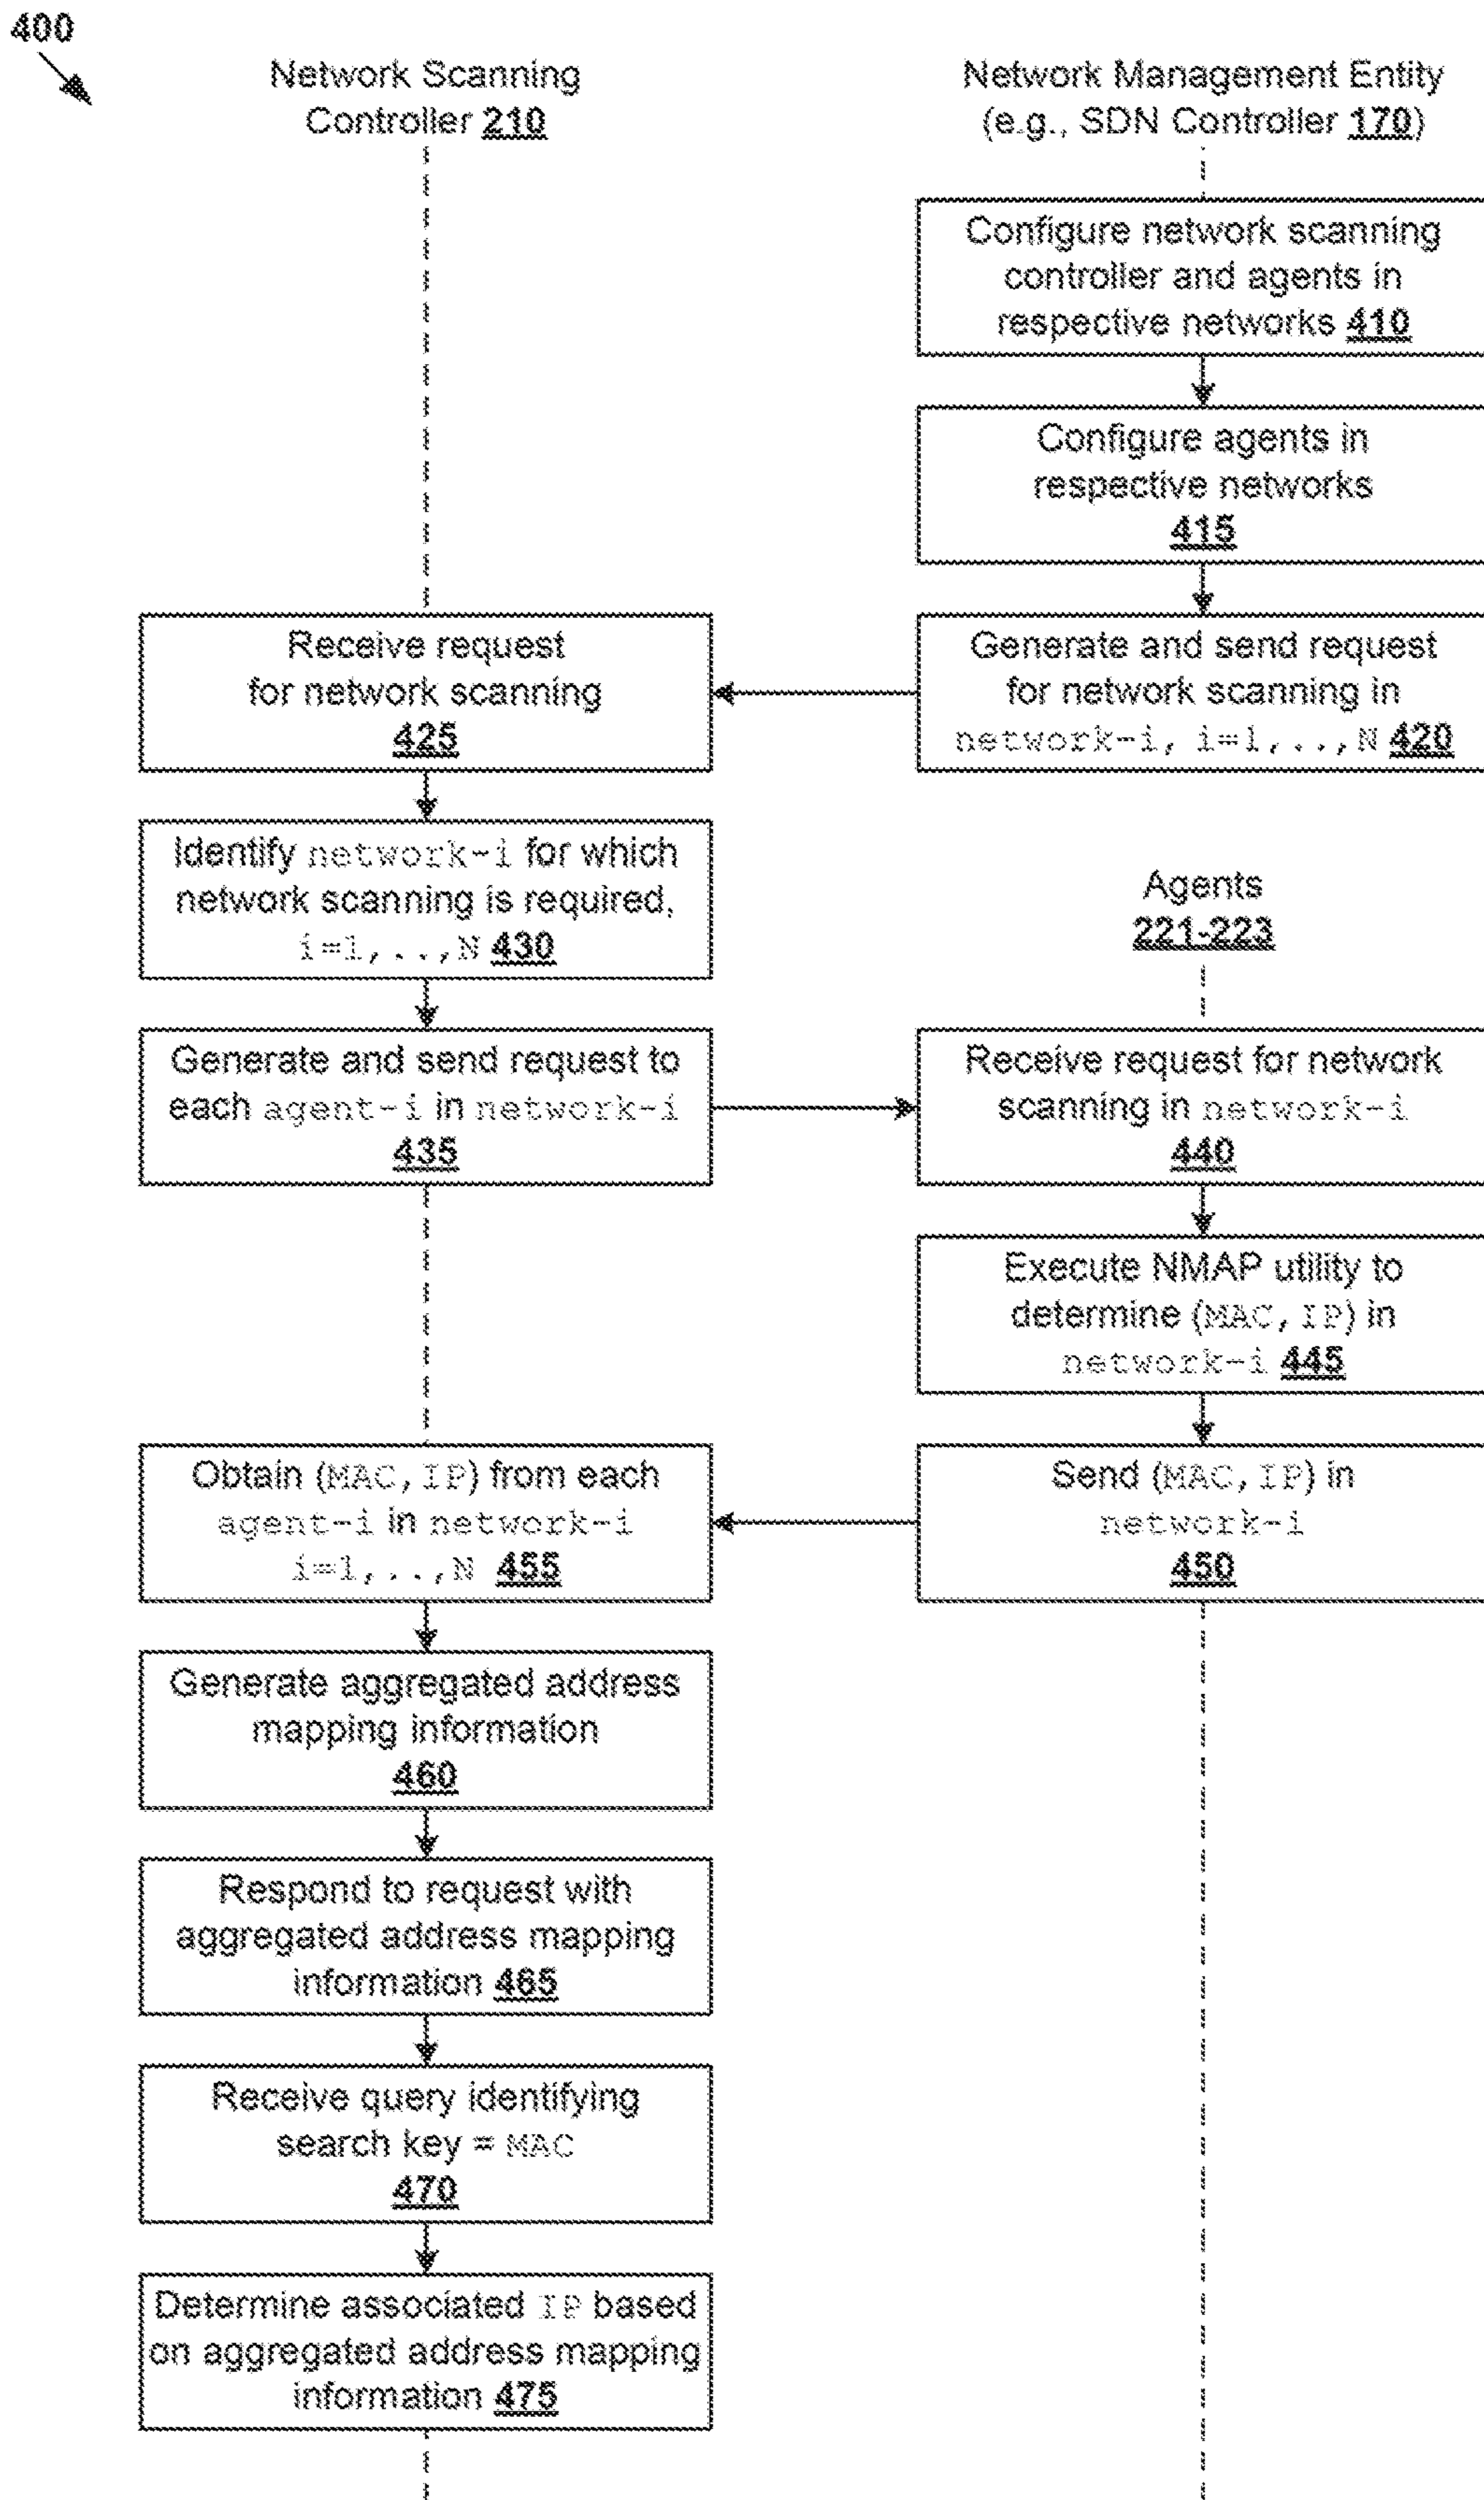 400
Network Scanning
Controller 210
Network Management Entity
(e.g., SDN Controller 170)
Configure network scanning
controller and agents in
respective networks 410
Configure agents in
respective networks
415
Receive request
for network scanning
425
Generate and send request
for network scanning in
network-i, i=1,..,N 420
Identify network-i for which
network scanning is required,
i=1,..,N 430
Agents
221-223
Generate and send request to
each agent-i in network-i
435
Receive request for network
scanning in network-i
440
Execute NMAP utility to
determine (MAC,IP) in
network-i 445
Obtain (MAC,IP) from each
agent-i in network-i
i=1,..,N 455
Send (MAC,IP) in
network-i
450
Generate aggregated address
mapping information
460
Respond to request with
aggregated address mapping
information 465
Receive query identifying
search key = MAC
470
Determine associated IP based
on aggregated address mapping
information 475